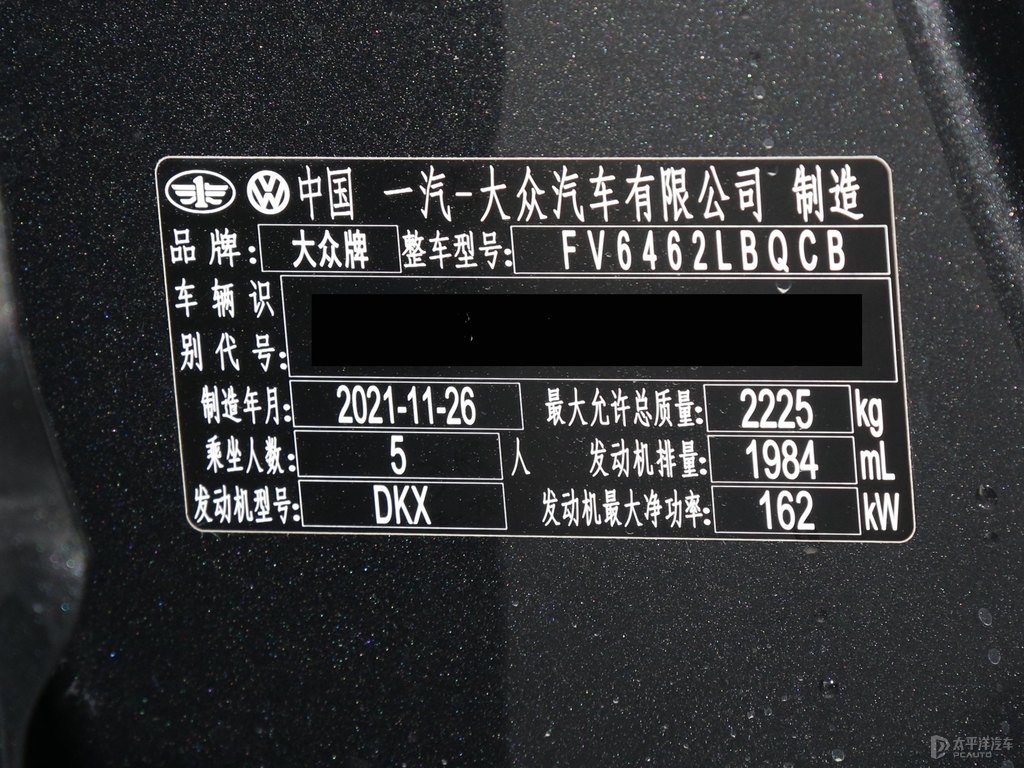 中国 一汽-大众汽车有限公司 制造
品牌: 大众牌 整车型号: FV6462LBQCB
车辆识
别代号:
制造年月: 2021-11-26 最大允许总质量: 2225 kg
乘坐人数: 5 人 发动机排量: 1984 mL
发动机型号: DKX 发动机最大净功率: 162 kW
太平洋汽车
PCAUTO